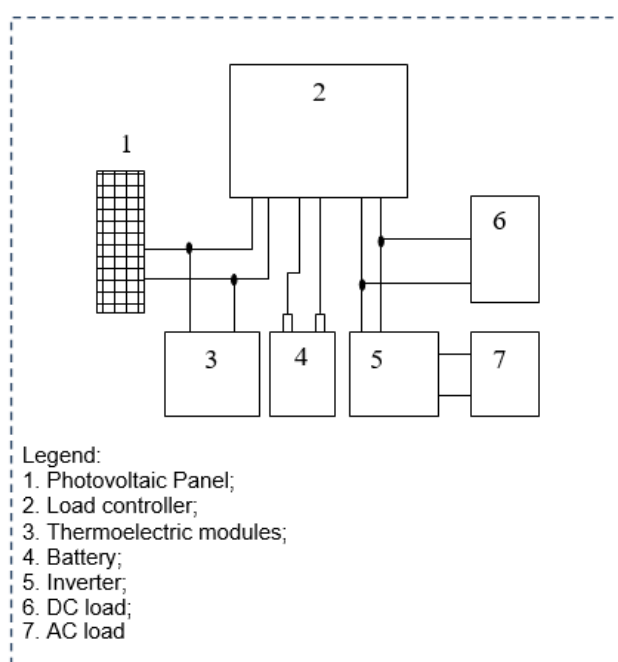 2
1
6
3
4
5
7
Legend:
1. Photovoltaic Panel;
2. Load controller;
3. Thermoelectric modules;
4. Battery;
5. Inverter;
6. DC load;
7. AC load